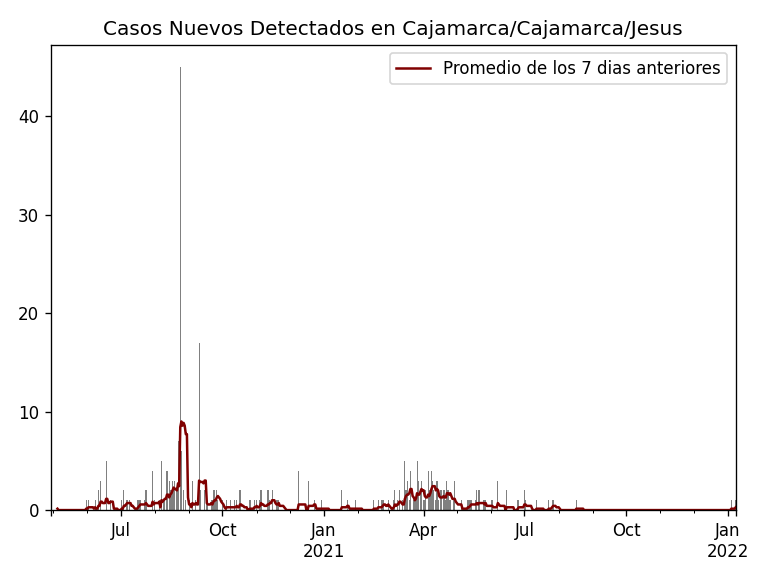 Casos Nuevos Detectados en Cajamarca/Cajamarca/Jesus
Promedio de los 7 dias anteriores
40
30
20
10
0
Jul Oct Jan Apr Jul Oct Jan
2021 2022